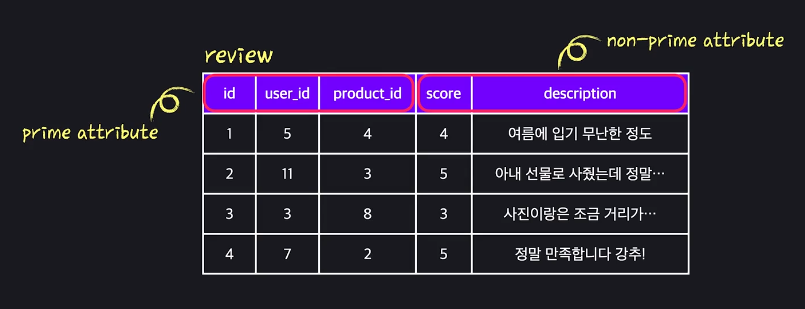 non-prime attribute
review
id user_id product_id score description
prime attribute
1 5 4 4 여름에 입기 무난한 정도
2 11 3 5 아내 선물로 사줬는데 정말…
3 3 8 3 사진이랑은 조금 거리가…
4 7 2 5 정말 만족합니다 강추!